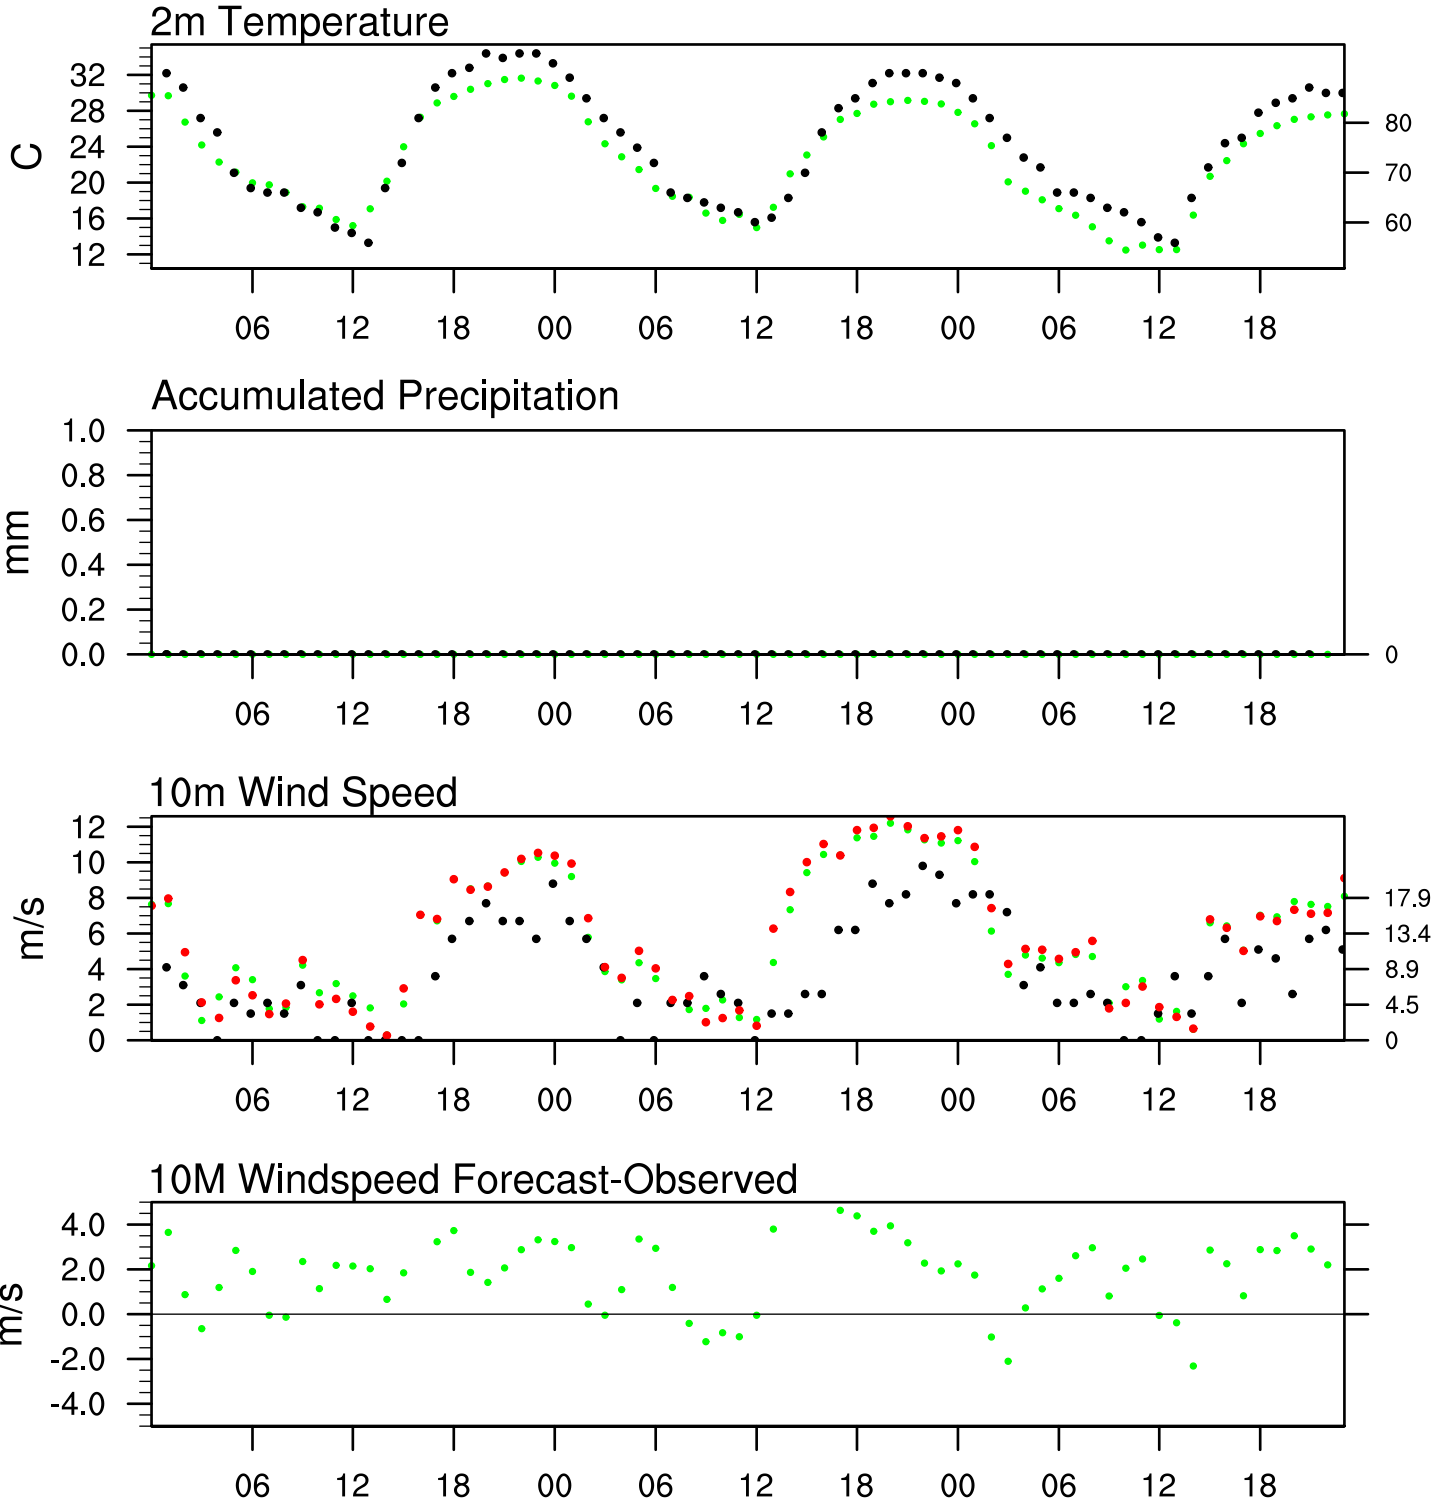 2m Temperature
C
32
28
24
20
16
12
80
70
60
06 12 18 00 06 12 18 00 06 12 18
Accumulated Precipitation
mm
1.0
0.8
0.6
0.4
0.2
0.0
0
06 12 18 00 06 12 18 00 06 12 18
10m Wind Speed
m/s
12
10
8
6
4
2
0
17.9
13.4
8.9
4.5
0
06 12 18 00 06 12 18 00 06 12 18
10M Windspeed Forecast-Observed
m/s
4.0
2.0
0.0
-2.0
-4.0
06 12 18 00 06 12 18 00 06 12 18